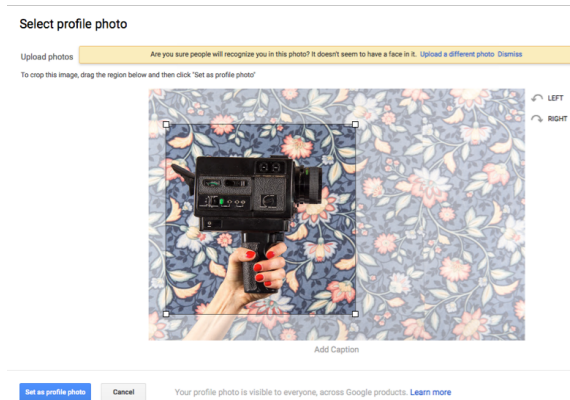 Select profile photo
Upload photos
Are you sure people will recognize you in this photo? It doesn't seem to have a face in it. Upload a different photo Dismiss
To crop this image, drag the region below and then click "Set as profile photo"
LEFT
RIGHT
Add Caption
Set as profile photo Cancel Your profile photo is visible to everyone, across Google products. Learn more